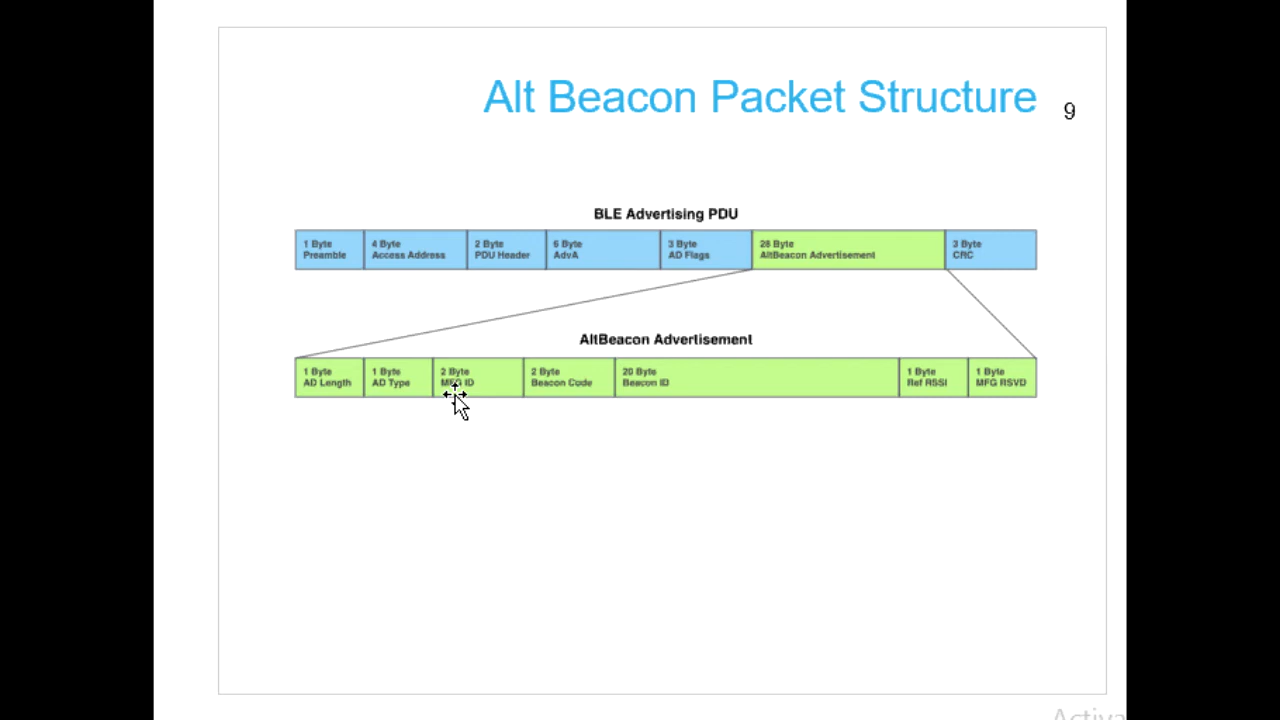 Alt Beacon Packet Structure
9
BLE Advertising PDU
1 Byte
Preamble
4 Byte
Access Address
2 Byte
PDU Header
6 Byte
AdvA
3 Byte
AD Flags
28 Byte
AltBeacon Advertisement
3 Byte
CRC
AltBeacon Advertisement
1 Byte
AD Length
1 Byte
AD Type
2 Byte
MFG ID
2 Byte
Beacon Code
20 Byte
Beacon ID
1 Byte
Ref RSSI
1 Byte
MFG RSVD
Activa